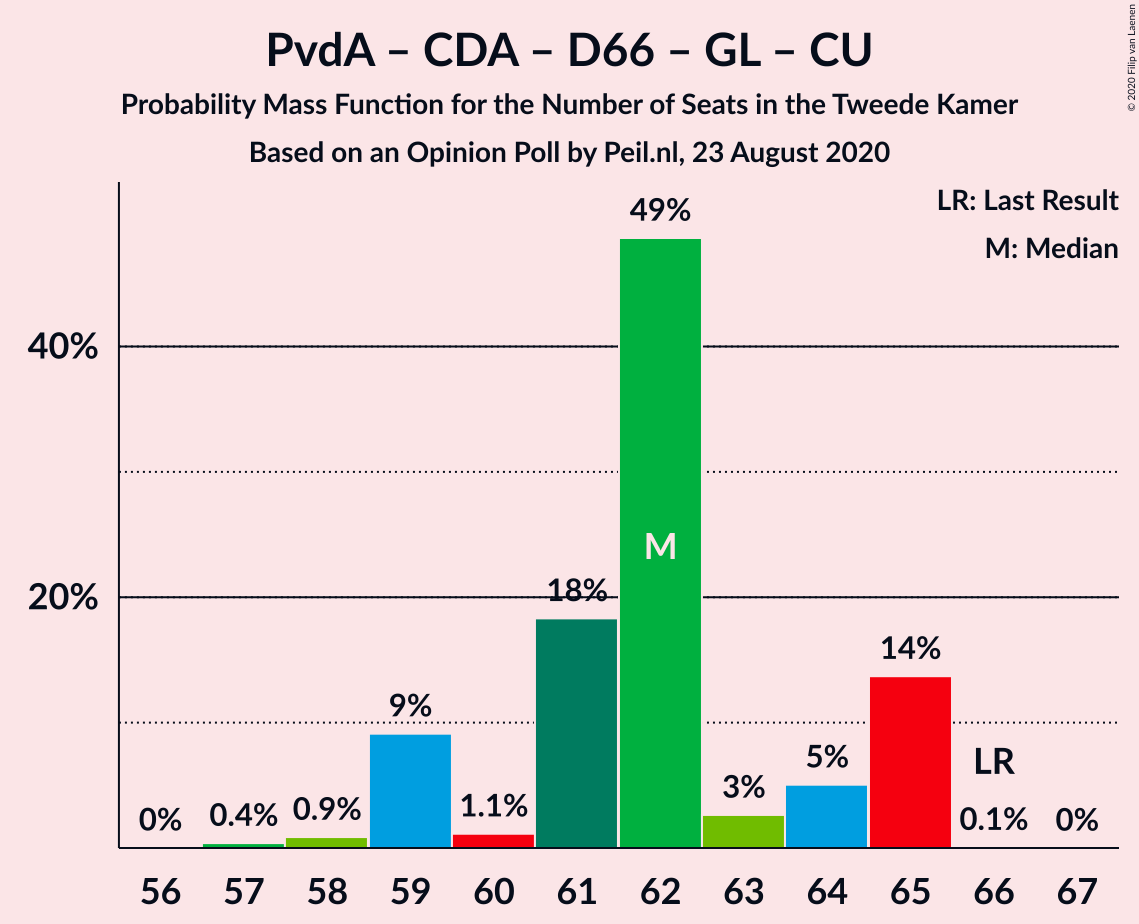 PvdA – CDA – D66 – GL – CU
Probability Mass Function for the Number of Seats in the Tweede Kamer
Based on an Opinion Poll by Peil.nl, 23 August 2020
© 2020 Filip van Laenen
LR: Last Result
M: Median
40%
20%
0%
0.4%
0.9%
9%
1.1%
18%
49%
M
3%
5%
14%
LR
0.1%
0%
56 57 58 59 60 61 62 63 64 65 66 67